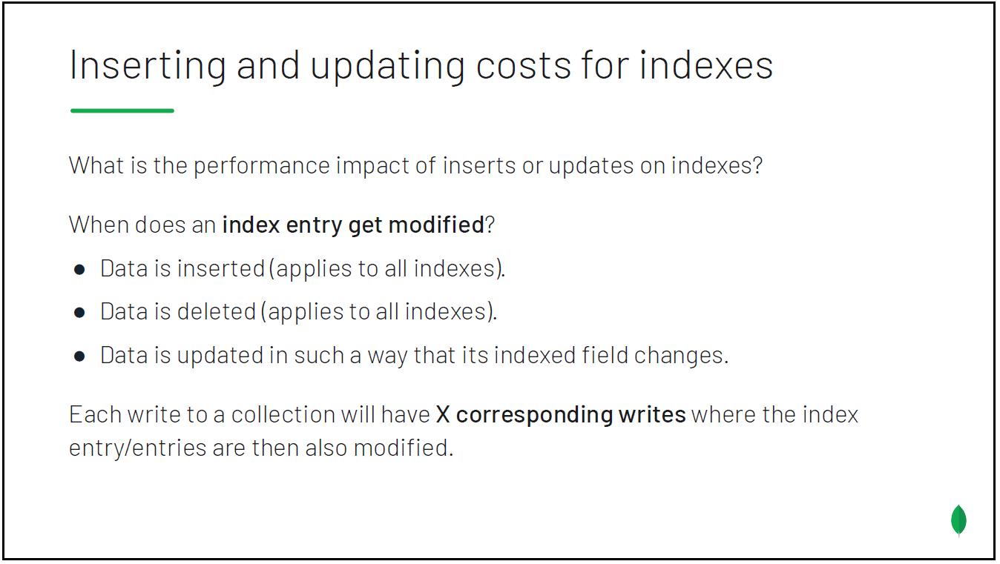 Inserting and updating costs for indexes
What is the performance impact of inserts or updates on indexes?
When does an index entry get modified?
● Data is inserted (applies to all indexes).
● Data is deleted (applies to all indexes).
● Data is updated in such a way that its indexed field changes.
Each write to a collection will have X corresponding writes where the index
entry/entries are then also modified.